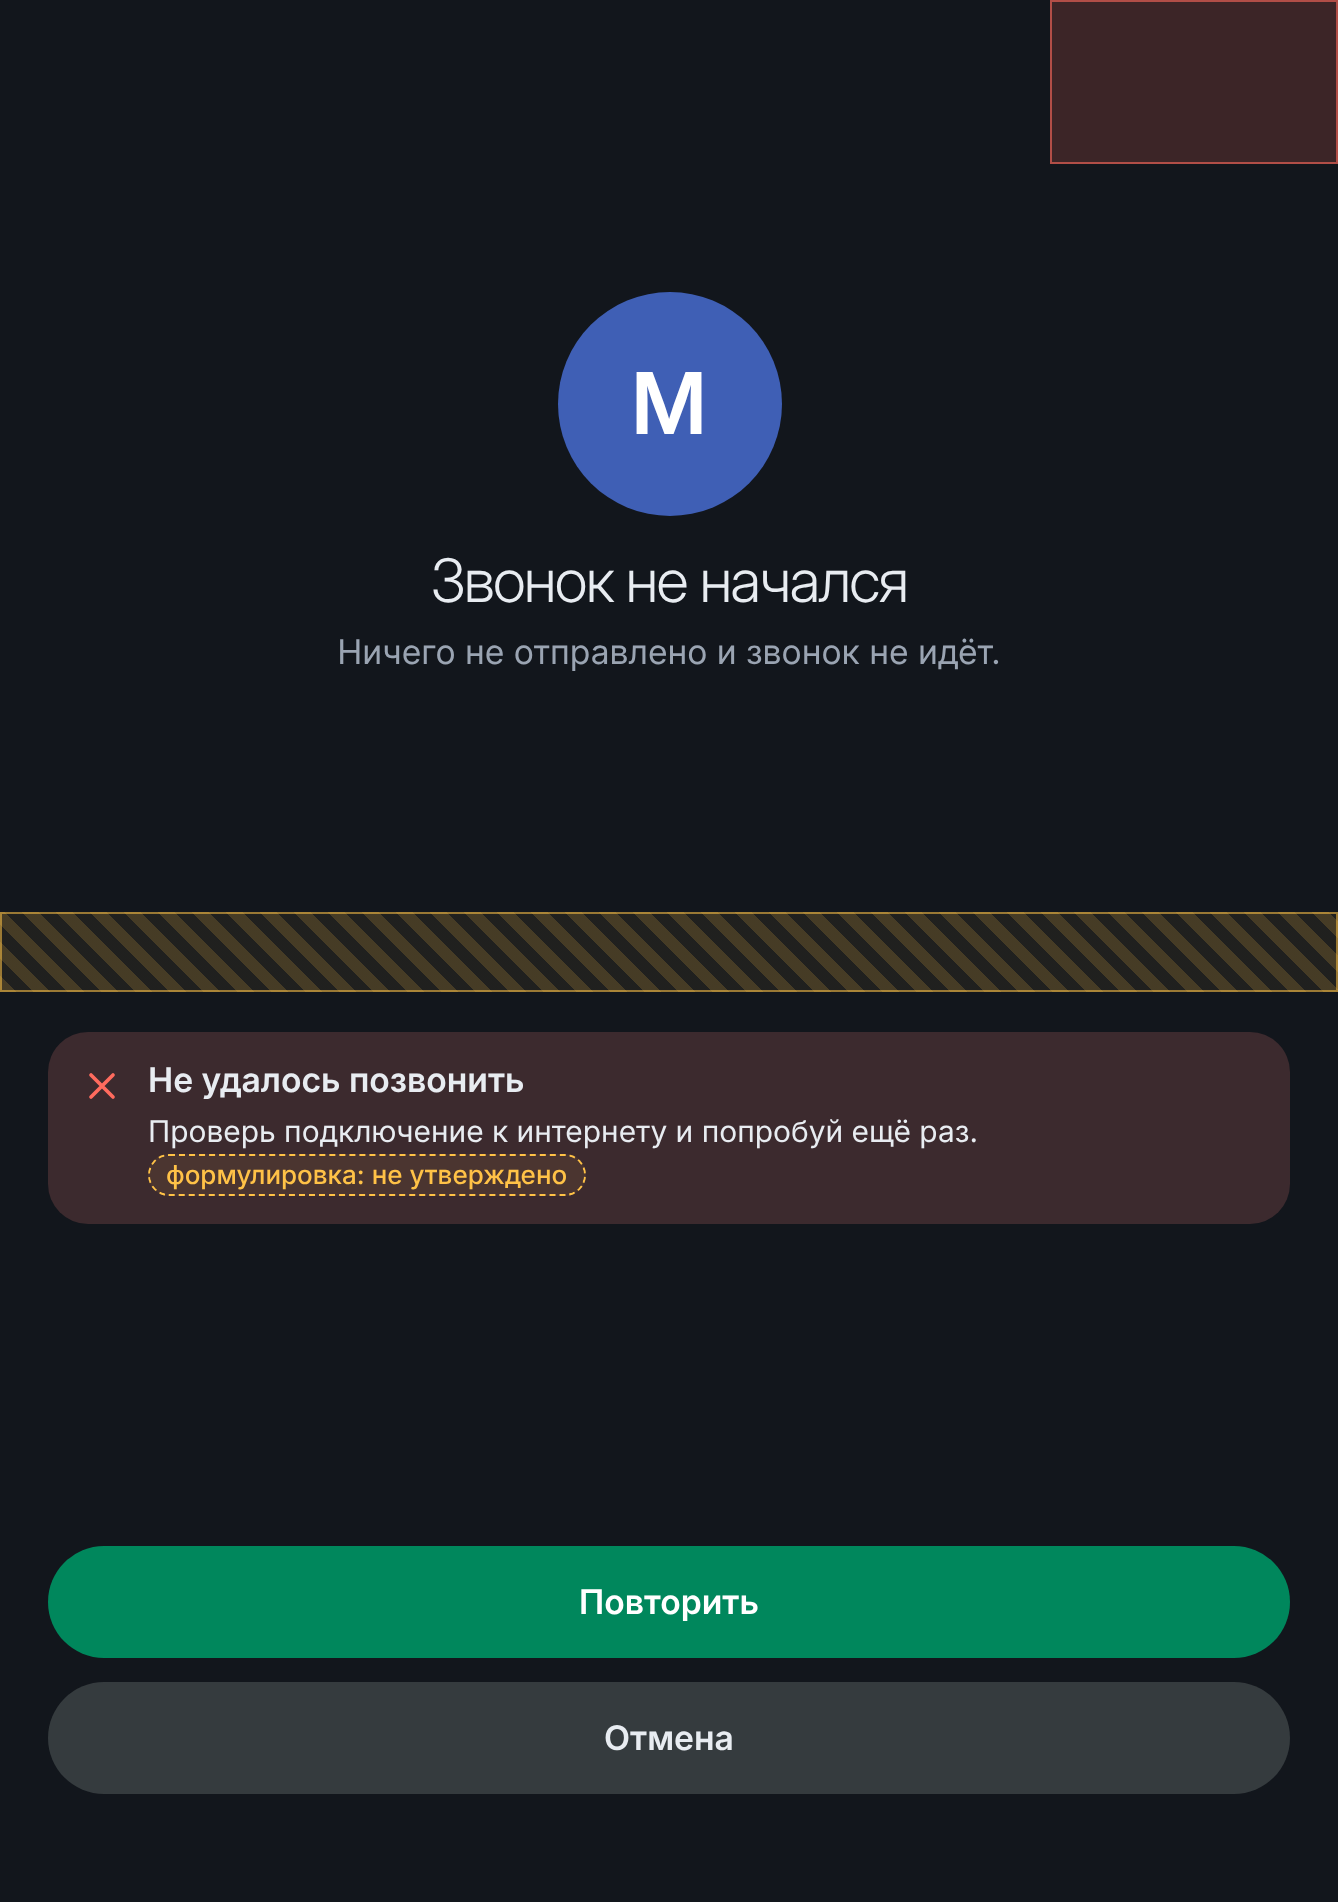 М
Звонок не начался
Ничего не отправлено и звонок не идёт.
Не удалось позвонить
Проверь подключение к интернету и попробуй ещё раз.
формулировка: не утверждено
Повторить
Отмена